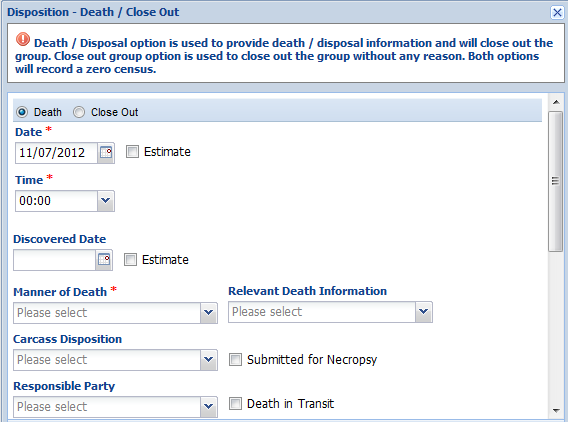 Disposition - Death / Close Out
Death / Disposal option is used to provide death / disposal information and will close out the
group. Close out group option is used to close out the group without any reason. Both options
will record a zero census.
Death Close Out
Date *
11/07/2012 Estimate
Time *
00:00
Discovered Date
Estimate
Manner of Death * Relevant Death Information
Please select Please select
Carcass Disposition
Please select Submitted for Necropsy
Responsible Party
Please select Death in Transit